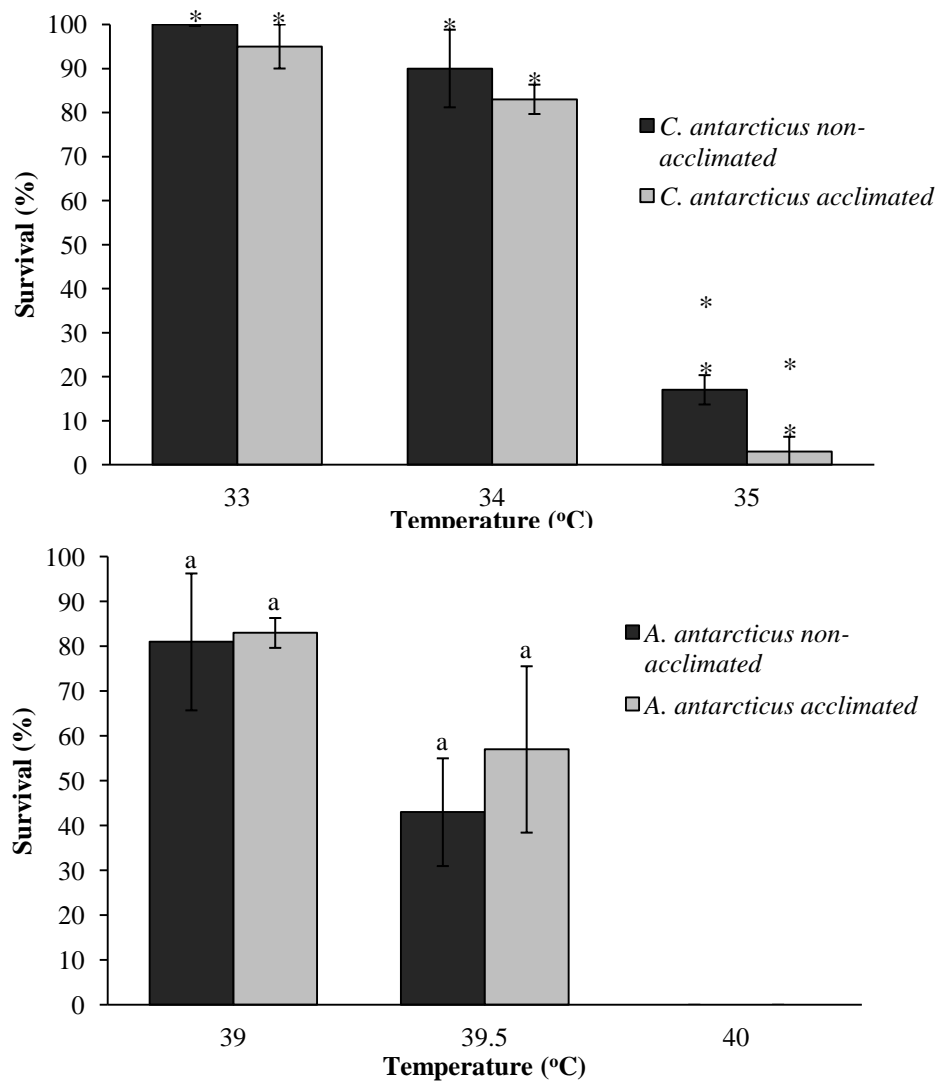 100
90
80
70
60
50
40
30
20
10
0
Survival (%)
* * * *
* *
* *
C. antarcticus non-
acclimated
C. antarcticus acclimated
33 34 35
Temperature (ºC)
100
90
80
70
60
50
40
30
20
10
0
Survival (%)
a a a a
A. antarcticus non-
acclimated
A. antarcticus acclimated
39 39.5 40
Temperature (ºC)